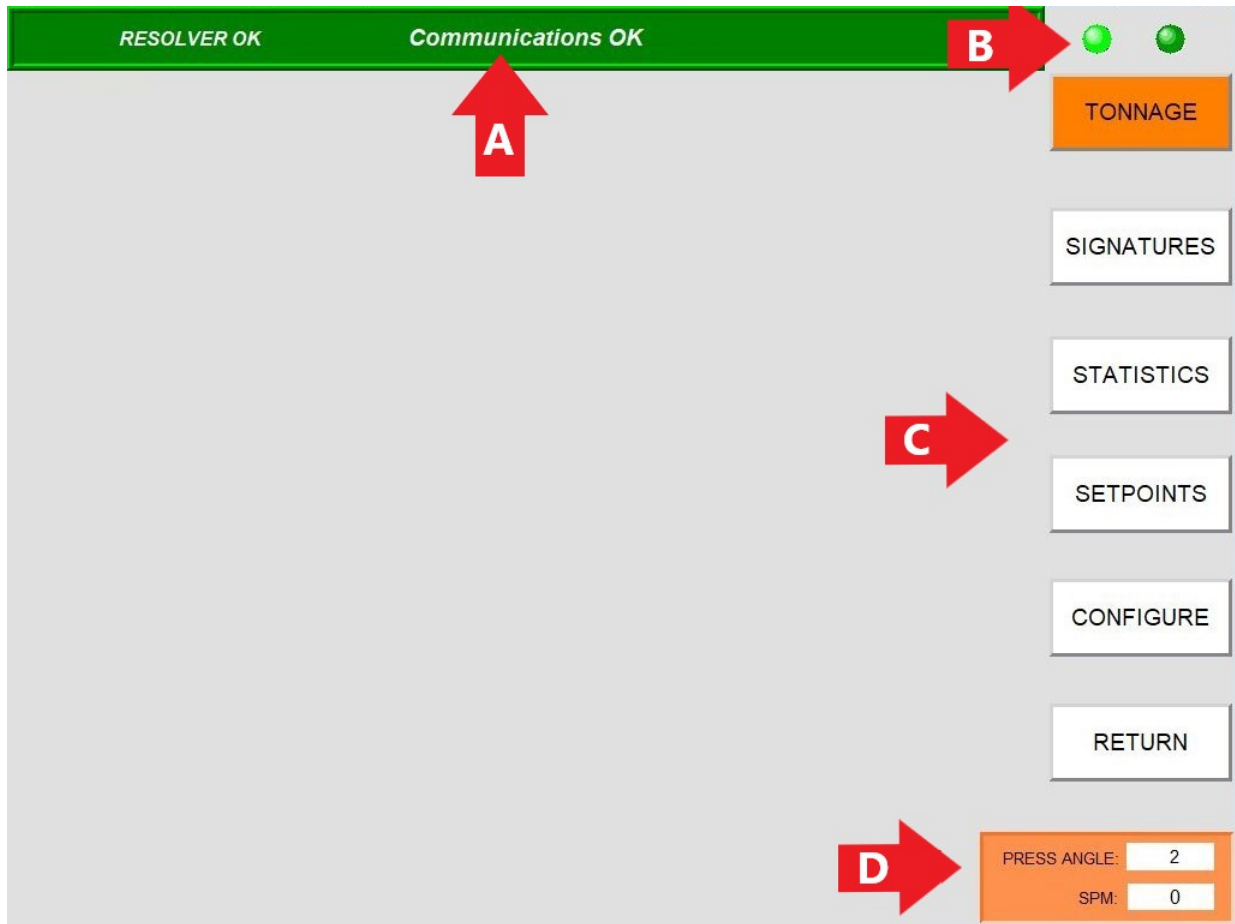 RESOLVER OK Communications OK
B
TONNAGE
A
SIGNATURES
STATISTICS
C
SETPOINTS
CONFIGURE
RETURN
D
PRESS ANGLE: 2
SPM: 0